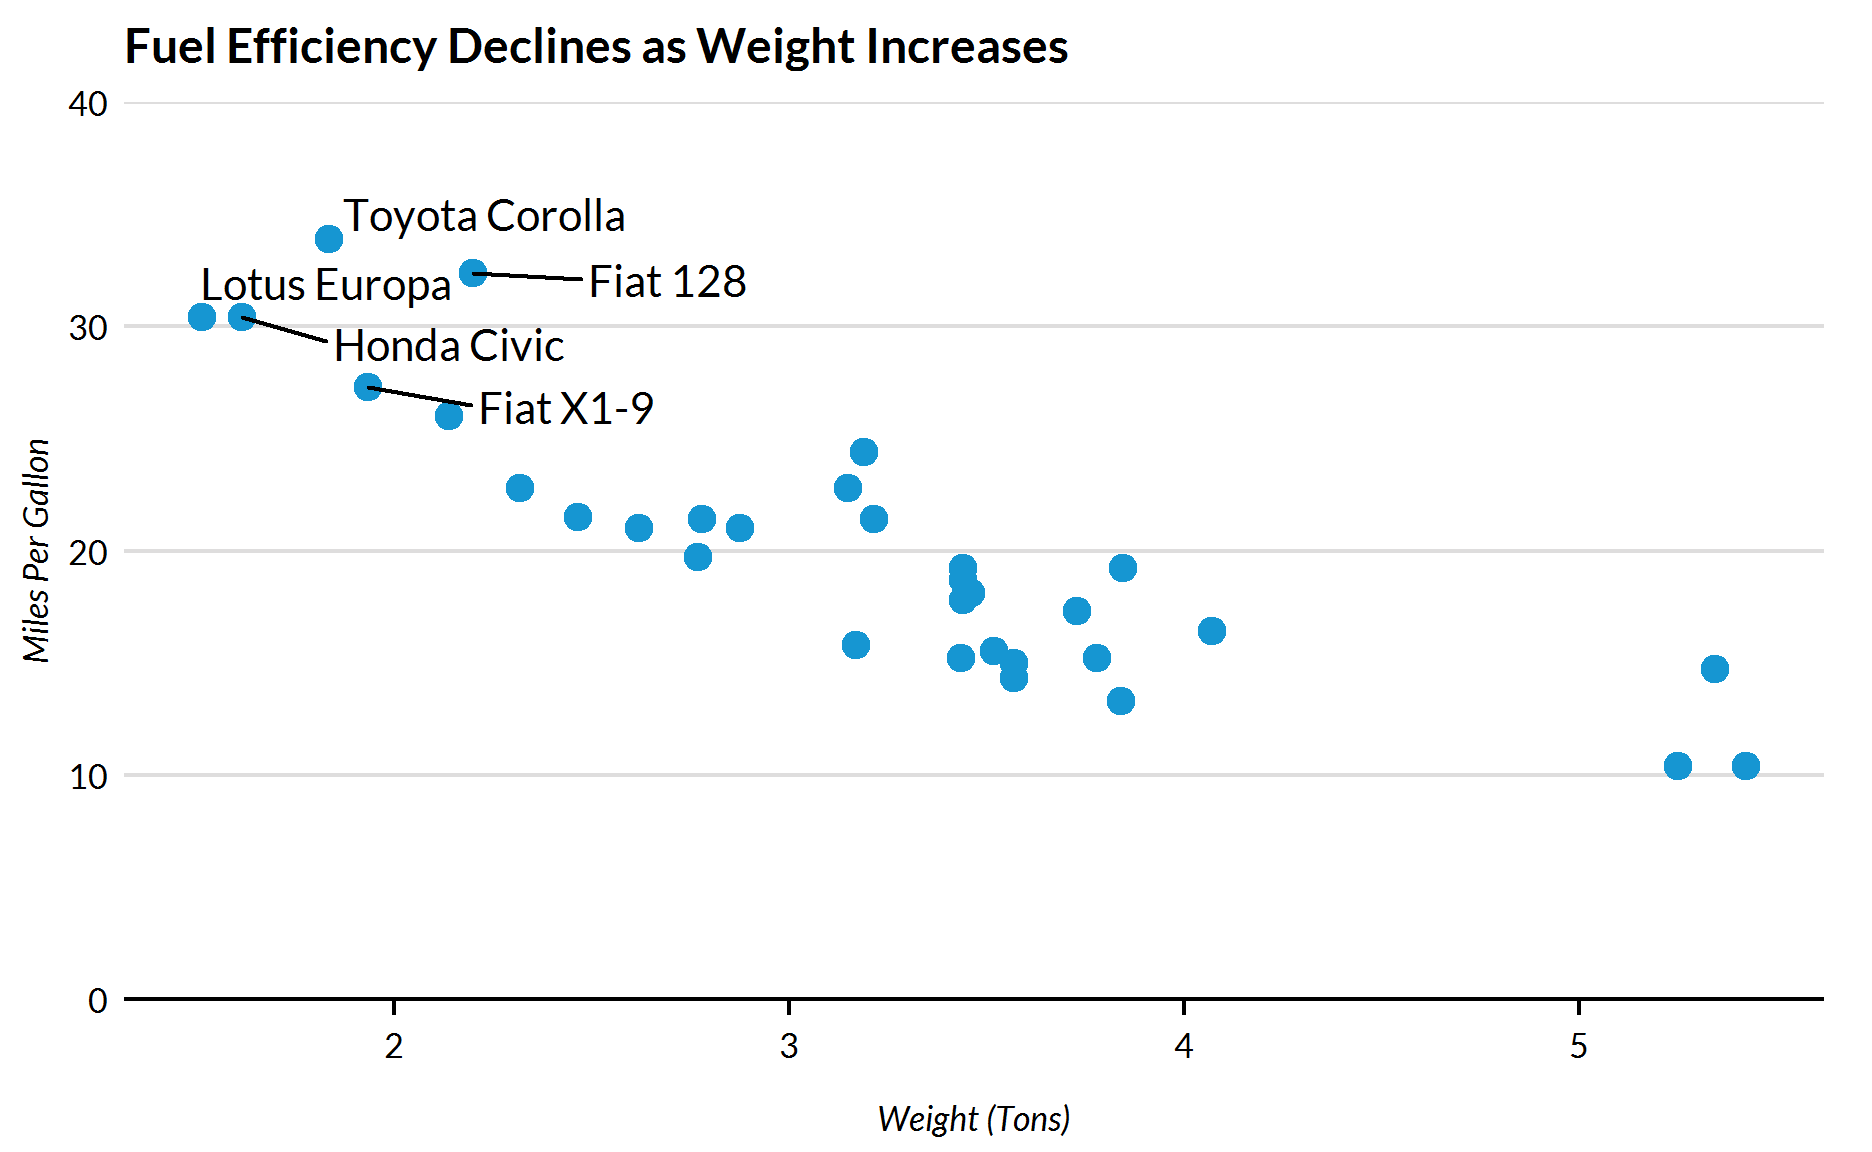 Fuel Efficiency Declines as Weight Increases
40
Toyota Corolla
Fiat 128
Lotus Europa
30
Honda Civic
Fiat X1-9
Miles Per Gallon
20
10
0
2 3 4 5
Weight (Tons)